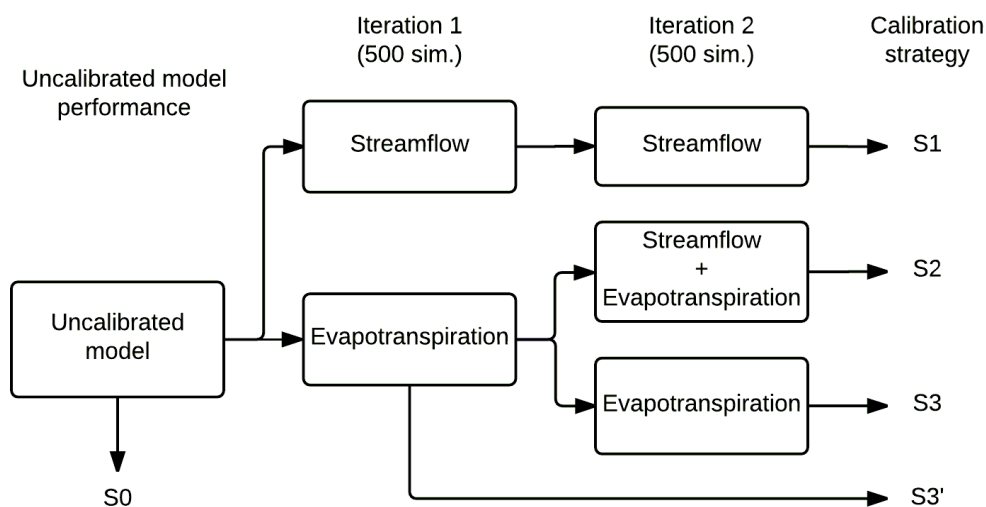 Iteration 1
(500 sim.)
Iteration 2
(500 sim.)
Calibration
strategy
Uncalibrated model
performance
Streamflow
Streamflow
S1
Streamflow
+
Evapotranspiration
S2
Uncalibrated
model
Evapotranspiration
Evapotranspiration
S3
S0
S3'